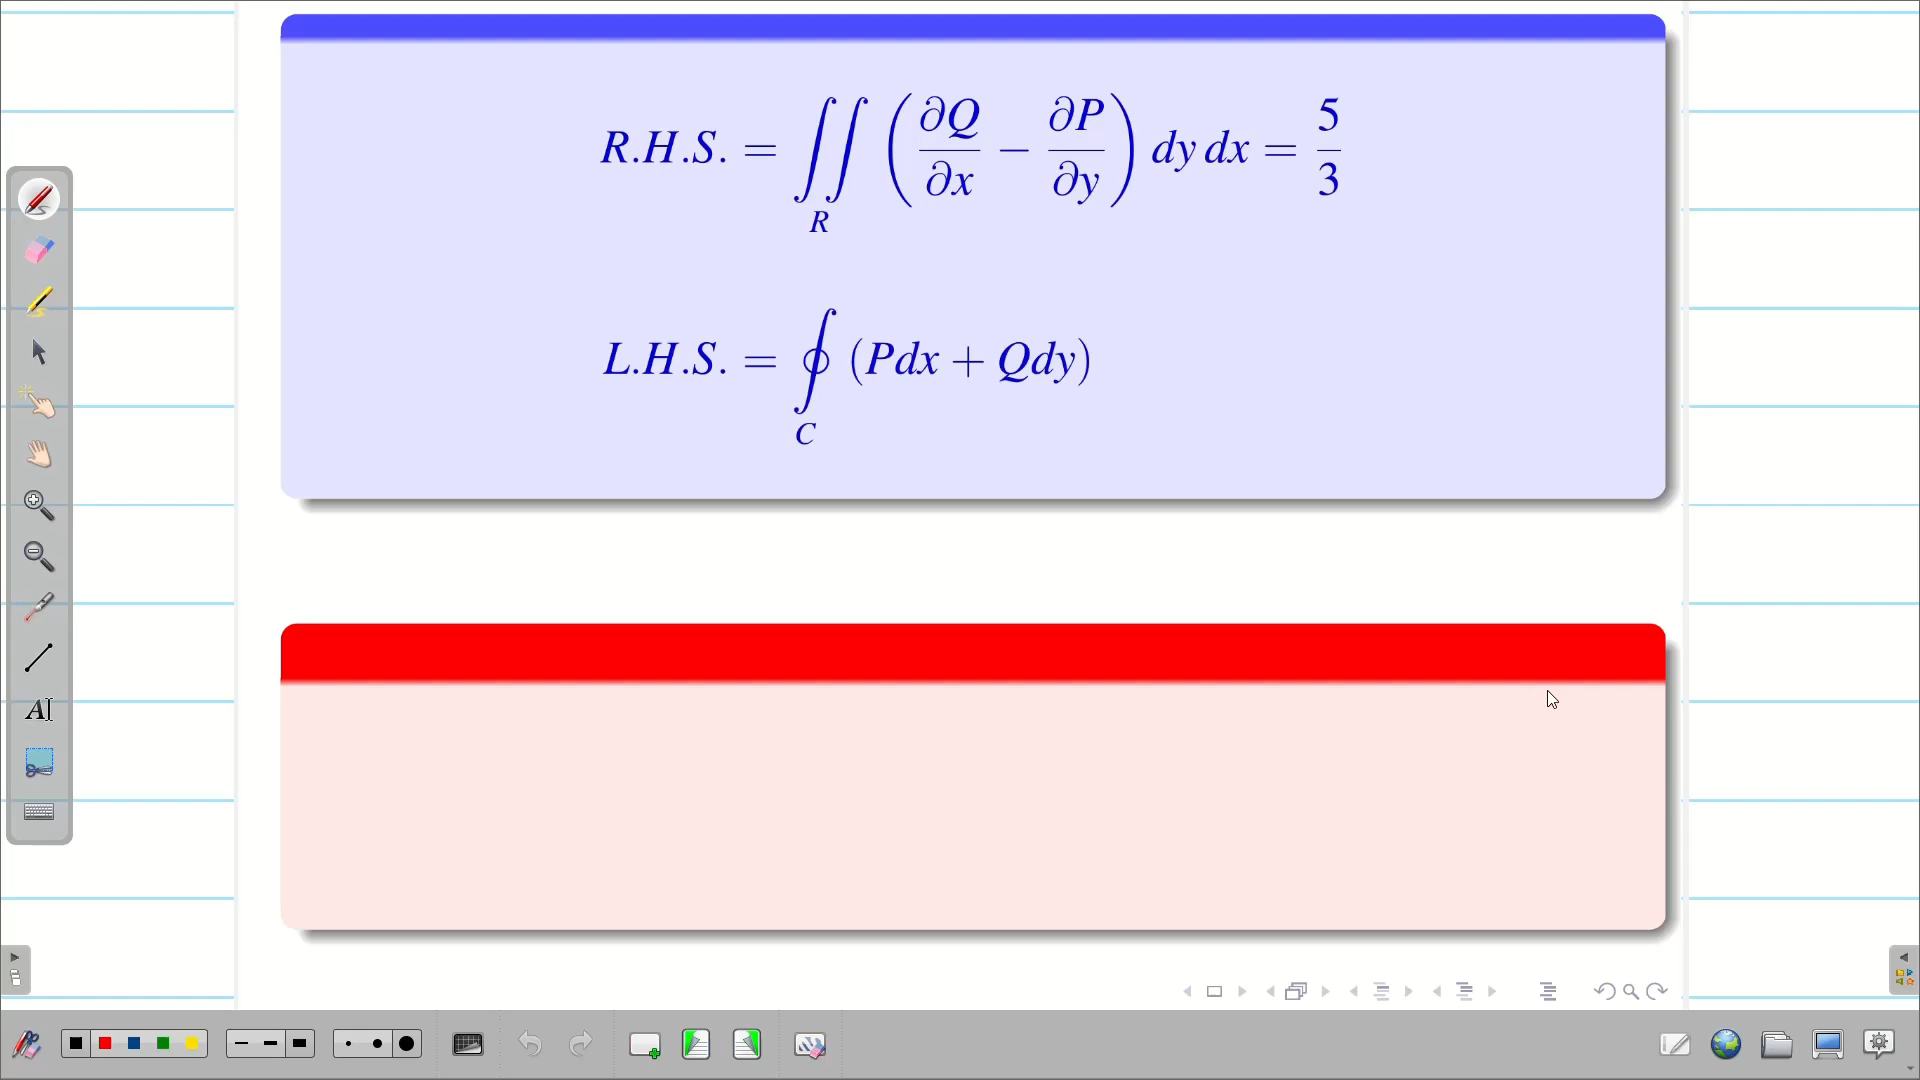 R.H.S. = ∬_R (∂Q/∂x − ∂P/∂y) dy dx = 5/3
L.H.S. = ∮_C (Pdx + Qdy)